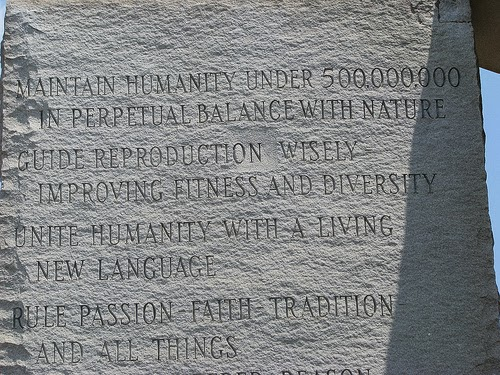 MAINTAIN HUMANITY UNDER 500,000,000
IN PERPETUAL BALANCE WITH NATURE
GUIDE REPRODUCTION WISELY
IMPROVING FITNESS AND DIVERSITY
UNITE HUMANITY WITH A LIVING
NEW LANGUAGE
RULE PASSION - FAITH - TRADITION
AND ALL THINGS
REASON